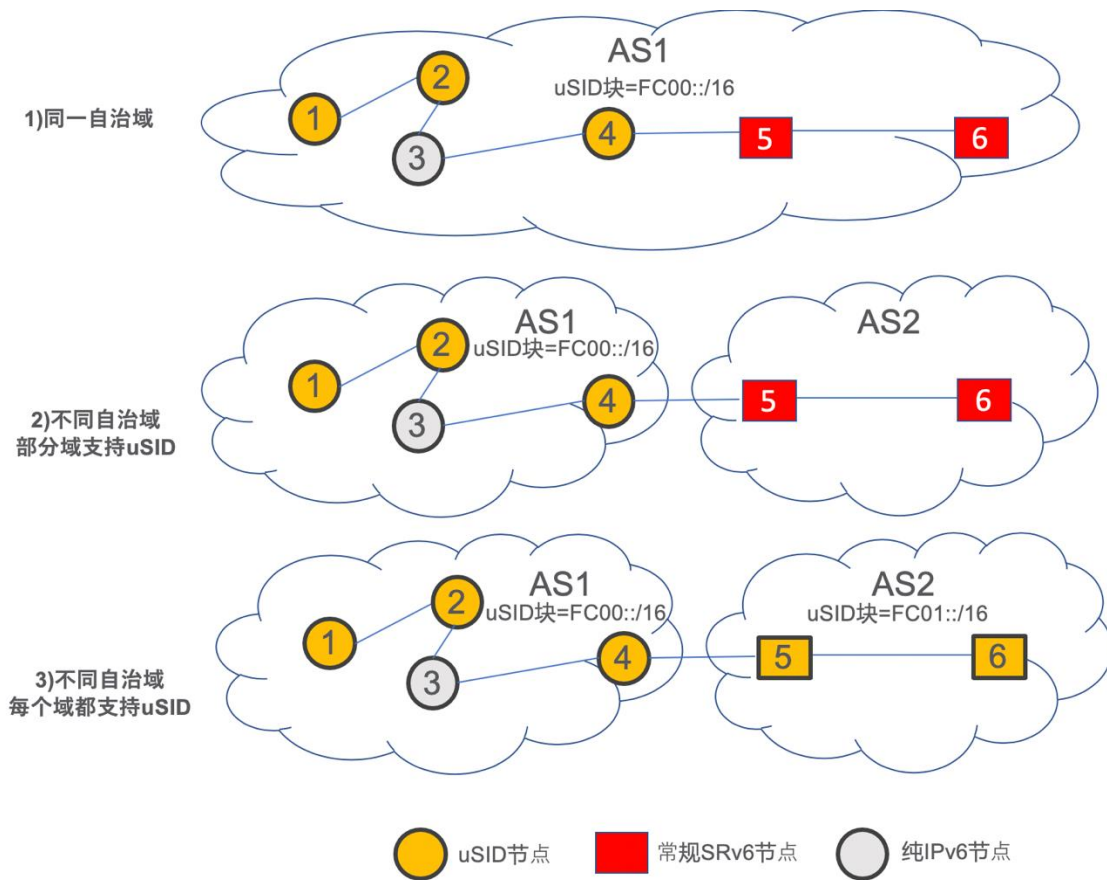 AS1
uSID块=FC00::/16
1)同一自治域
1
2
3
4
5
6
AS1
uSID块=FC00::/16
AS2
2)不同自治域
部分域支持uSID
1
2
3
4
5
6
AS1
uSID块=FC00::/16
AS2
uSID块=FC01::/16
3)不同自治域
每个域都支持uSID
1
2
3
4
5
6
uSID节点
常规SRv6节点
纯IPv6节点